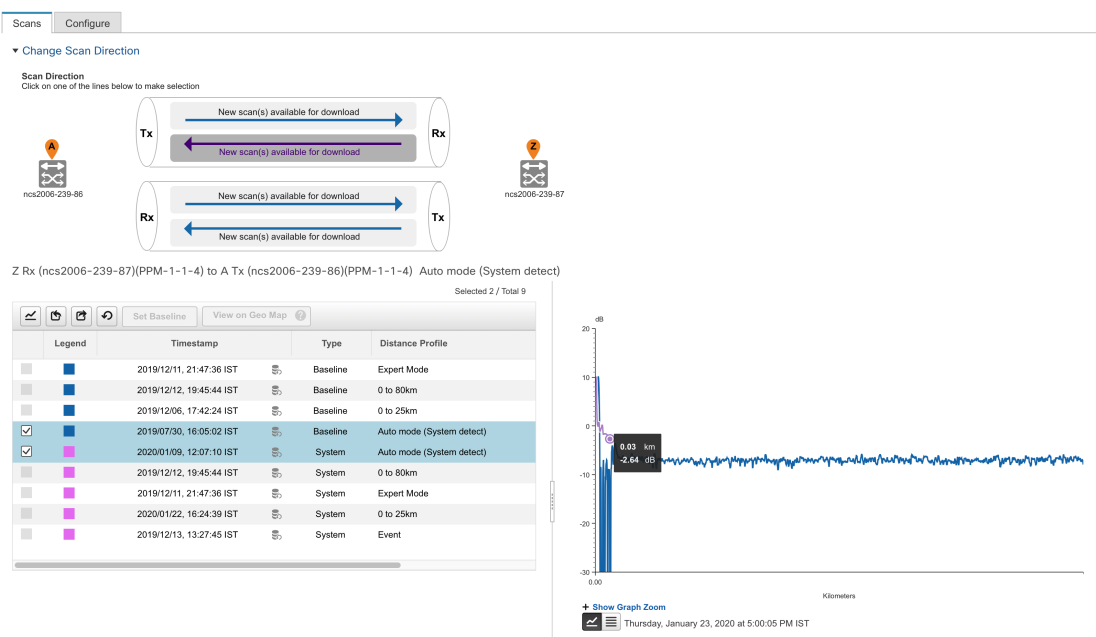 Scans Configure
Change Scan Direction
Scan Direction
Click on one of the lines below to make selection
New scan(s) available for download
Tx Rx
New scan(s) available for download
A
ncs2006-239-86
Z
ncs2006-239-87
New scan(s) available for download
Rx Tx
New scan(s) available for download
Z Rx (ncs2006-239-87)(PPM-1-1-4) to A Tx (ncs2006-239-86)(PPM-1-1-4) Auto mode (System detect)
Selected 2 / Total 9
Set Baseline View on Geo Map ?
Legend Timestamp Type Distance Profile
2019/12/11, 21:47:36 IST Baseline Expert Mode
2019/12/12, 19:45:44 IST Baseline 0 to 80km
2019/12/06, 17:42:24 IST Baseline 0 to 25km
2019/07/30, 16:05:02 IST Baseline Auto mode (System detect)
2020/01/09, 12:07:10 IST System Auto mode (System detect)
2019/12/12, 19:45:44 IST System 0 to 80km
2019/12/11, 21:47:36 IST System Expert Mode
2020/01/22, 16:24:39 IST System 0 to 25km
2019/12/13, 13:27:45 IST System Event
dB
20
10
0
0.03 km
-2.64 dB
-10
-20
-30
0.00
Kilometers
+ Show Graph Zoom
Thursday, January 23, 2020 at 5:00:05 PM IST